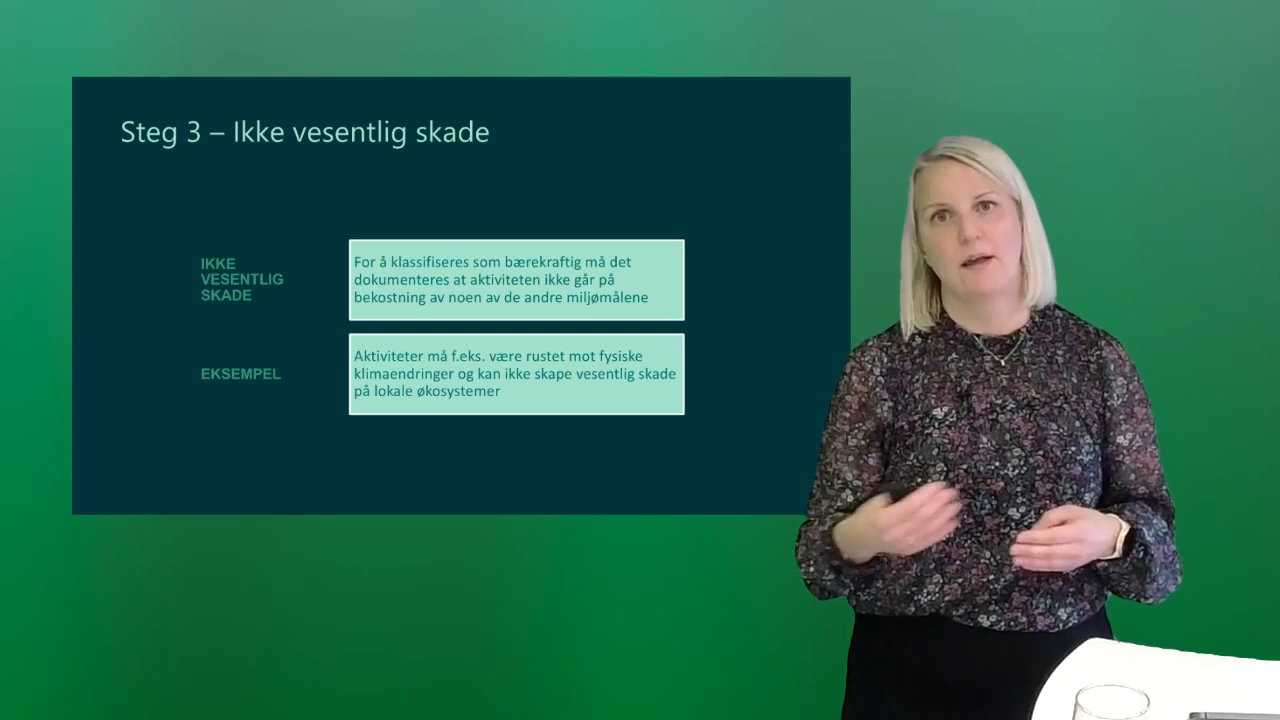 Steg 3 – Ikke vesentlig skade
IKKE
VESENTLIG
SKADE
For å klassifiseres som bærekraftig må det
dokumenteres at aktiviteten ikke går på
bekostning av noen av de andre miljømålene
EKSEMPEL
Aktiviteter må f.eks. være rustet mot fysiske
klimaendringer og kan ikke skape vesentlig skade
på lokale økosystemer